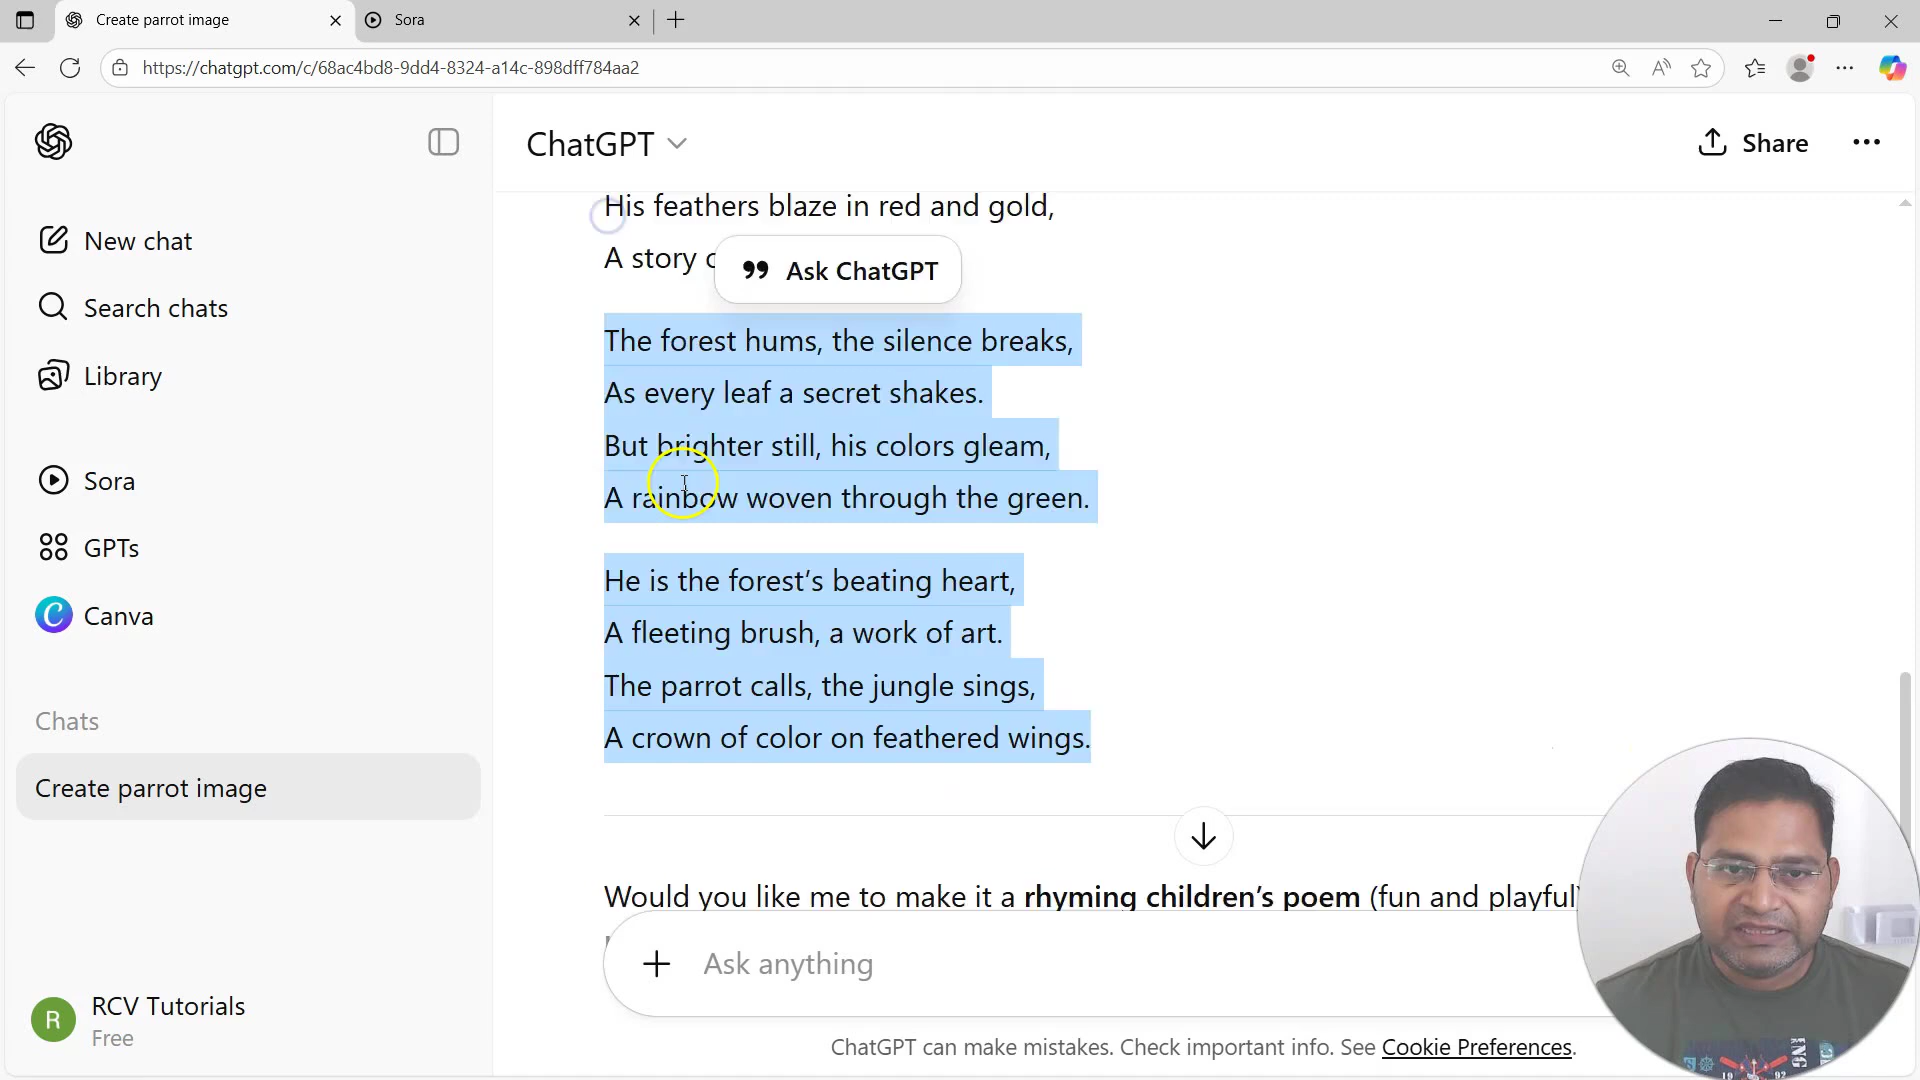 Create parrot image
Sora
https://chatgpt.com/c/68ac4bd8-9dd4-8324-a14c-898dff784aa2
ChatGPT
Share
New chat
Search chats
Library
Sora
GPTs
Canva
Chats
Create parrot image
R
RCV Tutorials
Free
His feathers blaze in red and gold,
A story
Ask ChatGPT
The forest hums, the silence breaks,
As every leaf a secret shakes.
But brighter still, his colors gleam,
A rainbow woven through the green.
He is the forest’s beating heart,
A fleeting brush, a work of art.
The parrot calls, the jungle sings,
A crown of color on feathered wings.
Would you like me to make it a rhyming children’s poem (fun and playful)
Ask anything
ChatGPT can make mistakes. Check important info. See Cookie Preferences.